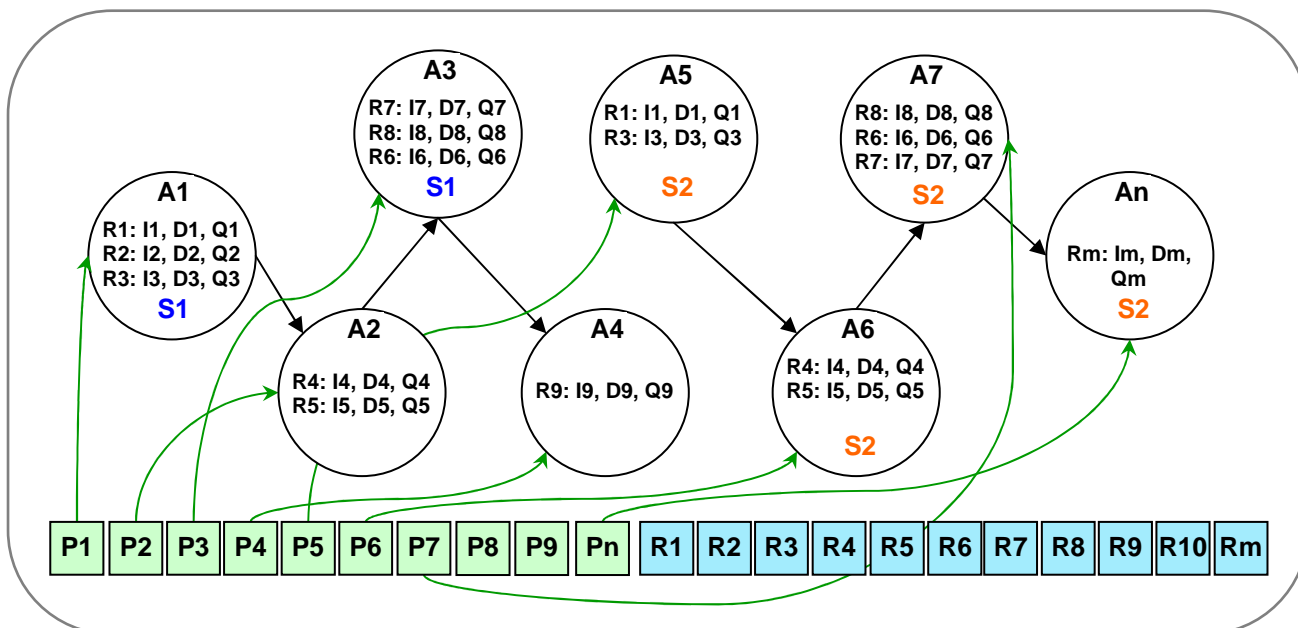 A3
R7: I7, D7, Q7
R8: I8, D8, Q8
R6: I6, D6, Q6
S1
A5
R1: I1, D1, Q1
R3: I3, D3, Q3
S2
A7
R8: I8, D8, Q8
R6: I6, D6, Q6
R7: I7, D7, Q7
S2
A1
R1: I1, D1, Q1
R2: I2, D2, Q2
R3: I3, D3, Q3
S1
An
Rm: Im, Dm,
Qm
S2
A2
R4: I4, D4, Q4
R5: I5, D5, Q5
A4
R9: I9, D9, Q9
A6
R4: I4, D4, Q4
R5: I5, D5, Q5
S2
P1 P2 P3 P4 P5 P6 P7 P8 P9 Pn R1 R2 R3 R4 R5 R6 R7 R8 R9 R10 Rm